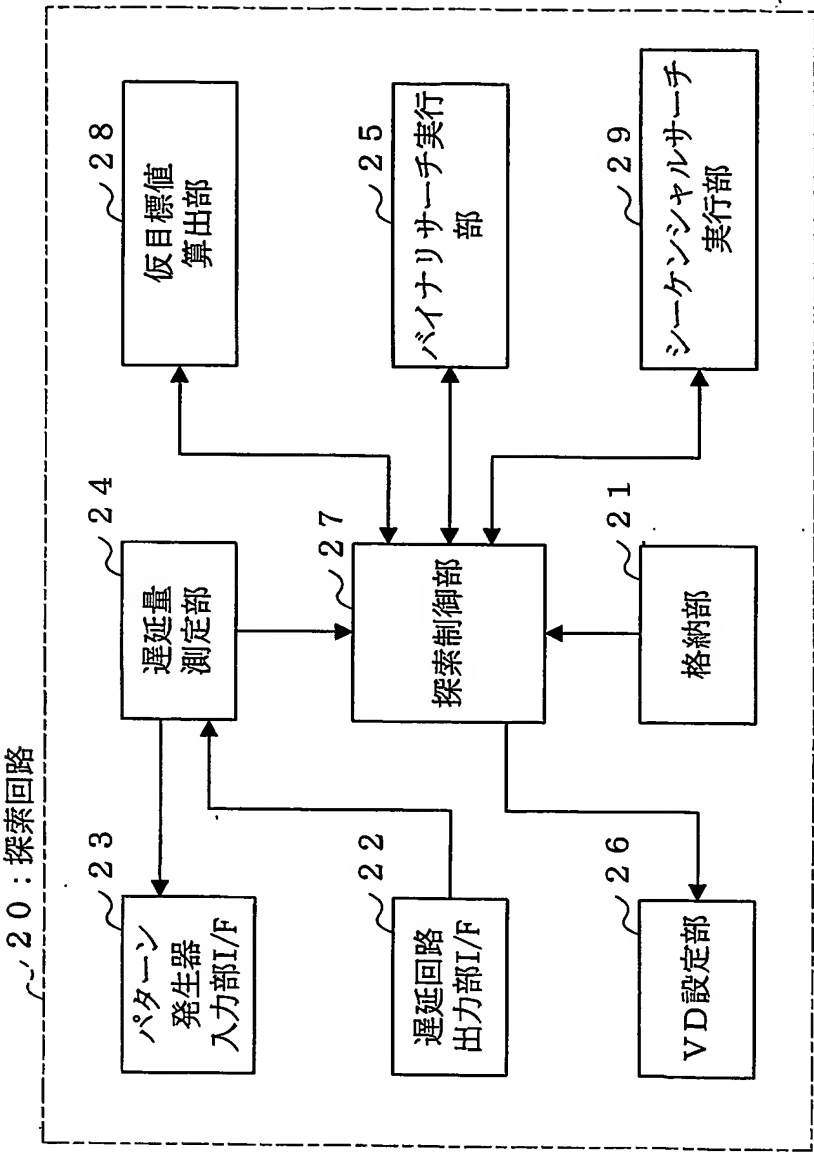 20:探索回路
23
パターン
発生器
入力部I/F
24
遅延量
測定部
28
仮目標値
算出部
22
遅延回路
出力部I/F
27
探索制御部
25
バイナリサーチ実行
部
26
VD設定部
21
格納部
29
シーケンシャルサーチ
実行部